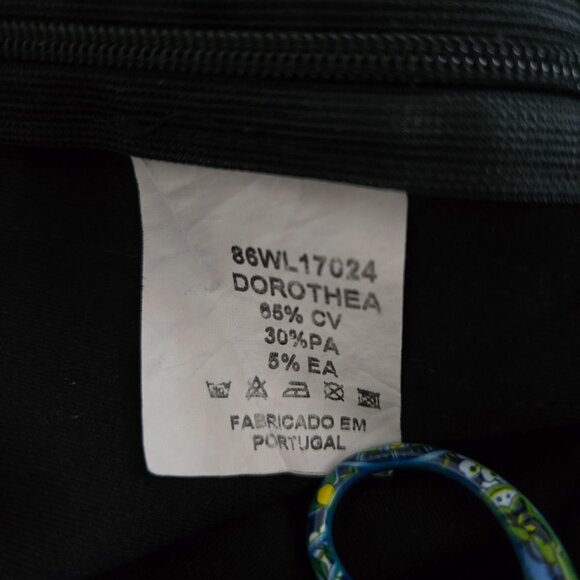 86WL17024
DOROTHEA
65% CV
30%PA
5% EA
FABRICADO EM
PORTUGAL